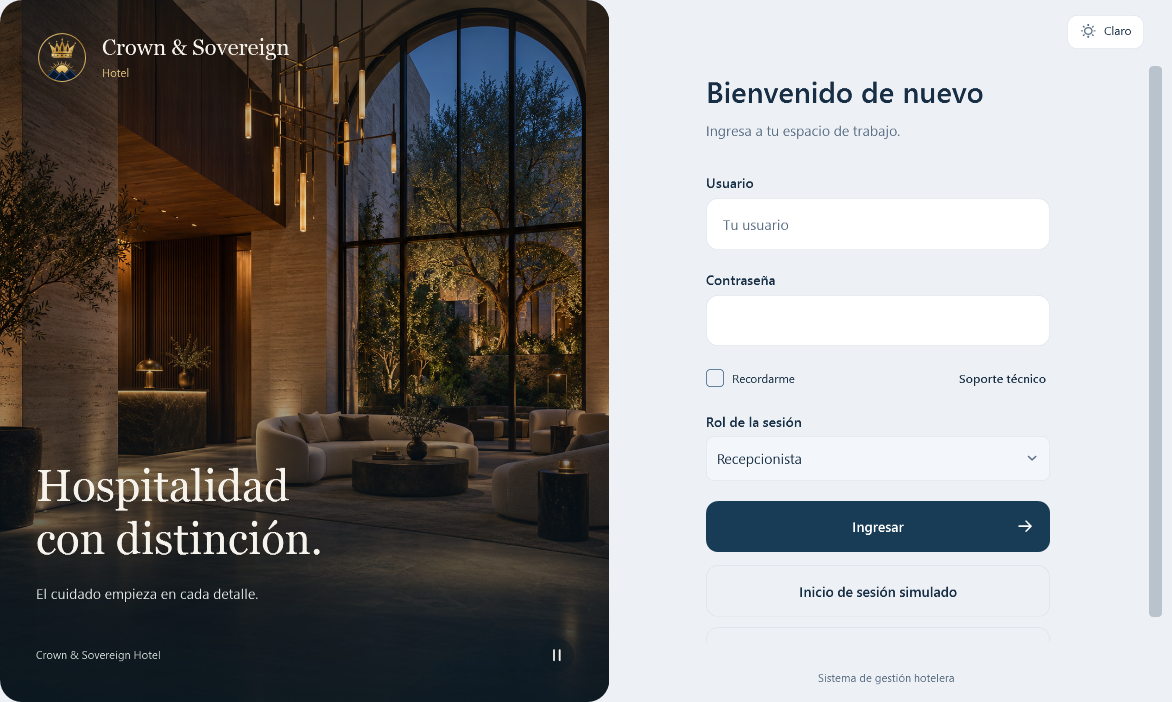 Crown & Sovereign
Hotel
Hospitalidad
con distinción.
El cuidado empieza en cada detalle.
Crown & Sovereign Hotel
Claro
Bienvenido de nuevo
Ingresa a tu espacio de trabajo.
Usuario
Tu usuario
Contraseña
Recordarme
Soporte técnico
Rol de la sesión
Recepcionista
Ingresar
Inicio de sesión simulado
Sistema de gestión hotelera